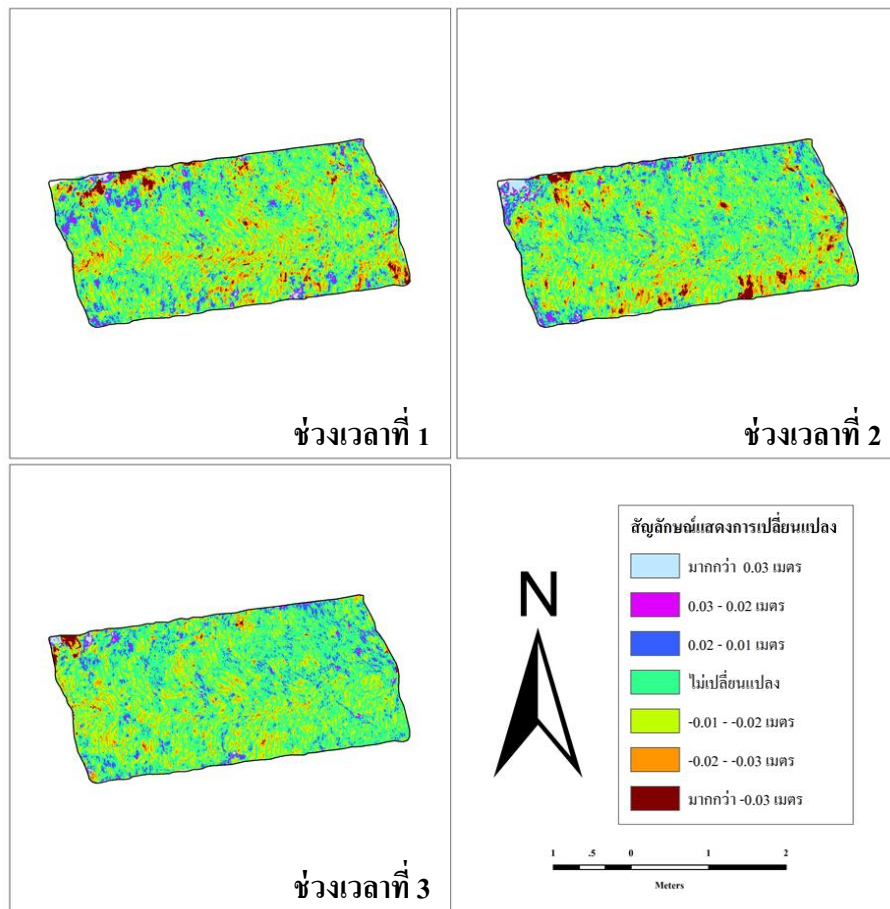 ช่วงเวลาที่ 1
ช่วงเวลาที่ 2
ช่วงเวลาที่ 3
สัญลักษณ์แสดงการเปลี่ยนแปลง
มากกว่า 0.03 เมตร
0.03 - 0.02 เมตร
0.02 - 0.01 เมตร
ไม่เปลี่ยนแปลง
-0.01 - -0.02 เมตร
-0.02 - -0.03 เมตร
มากกว่า -0.03 เมตร
N
1 .5 0 1 2
Meters